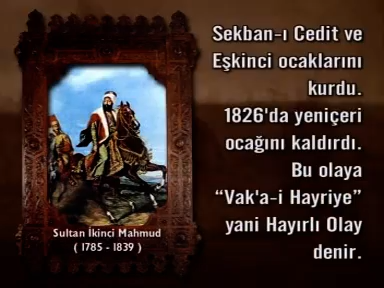 Sekban-ı Cedit ve
Eşkinci ocaklarını
kurdu.
1826'da yeniçeri
ocağını kaldırdı.
Bu olaya
“Vak'a-i Hayriye”
yani Hayırlı Olay
denir.
Sultan İkinci Mahmud
( 1785 - 1839 )